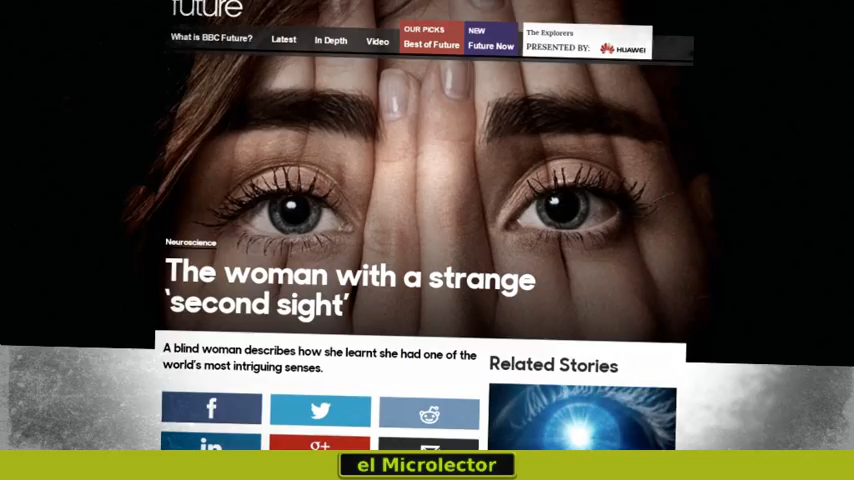 future
What is BBC Future?
Latest
In Depth
Video
OUR PICKS
Best of Future
NEW
Future Now
The Explorers
PRESENTED BY:
HUAWEI
Neuroscience
The woman with a strange
‘second sight’
A blind woman describes how she learnt she had one of the
world's most intriguing senses.
Related Stories
f
in
g+
el Microlector